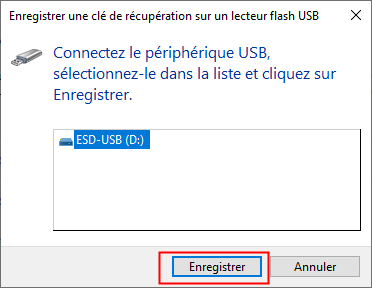 Enregistrer une clé de récupération sur un lecteur flash USB
Connectez le périphérique USB,
sélectionnez-le dans la liste et cliquez sur
Enregistrer.
ESD-USB (D:)
Enregistrer
Annuler